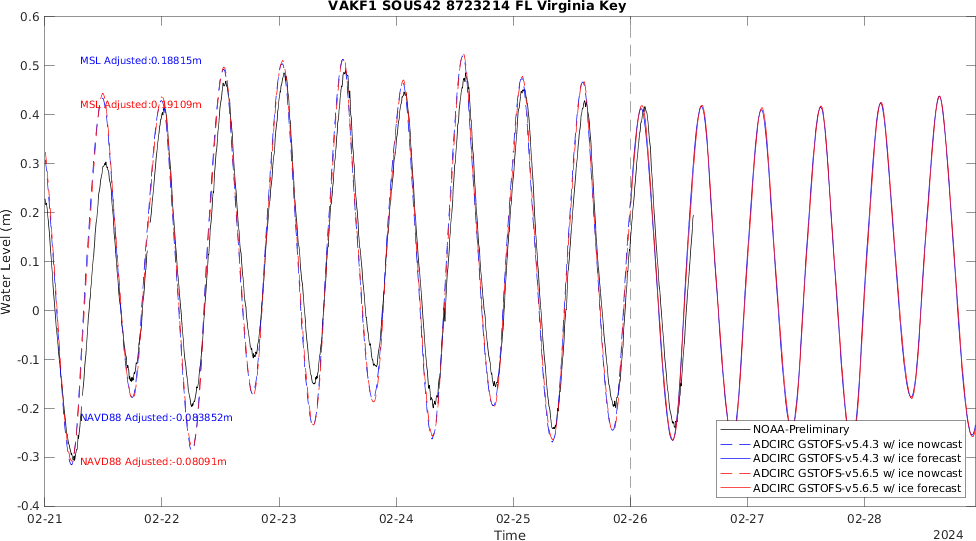 VAKF1 SOUS42 8723214 FL Virginia Key
0.6
0.5
0.4
0.3
0.2
0.1
0
-0.1
-0.2
-0.3
-0.4
Water Level (m)
MSL Adjusted:0.18815m
MSL Adjusted:0.19109m
NAVD88 Adjusted:-0.083852m
NAVD88 Adjusted:-0.08091m
NOAA-Preliminary
ADCIRC GSTOFS-v5.4.3 w/ ice nowcast
ADCIRC GSTOFS-v5.4.3 w/ ice forecast
ADCIRC GSTOFS-v5.6.5 w/ ice nowcast
ADCIRC GSTOFS-v5.6.5 w/ ice forecast
02-21 02-22 02-23 02-24 02-25 02-26 02-27 02-28
Time
2024